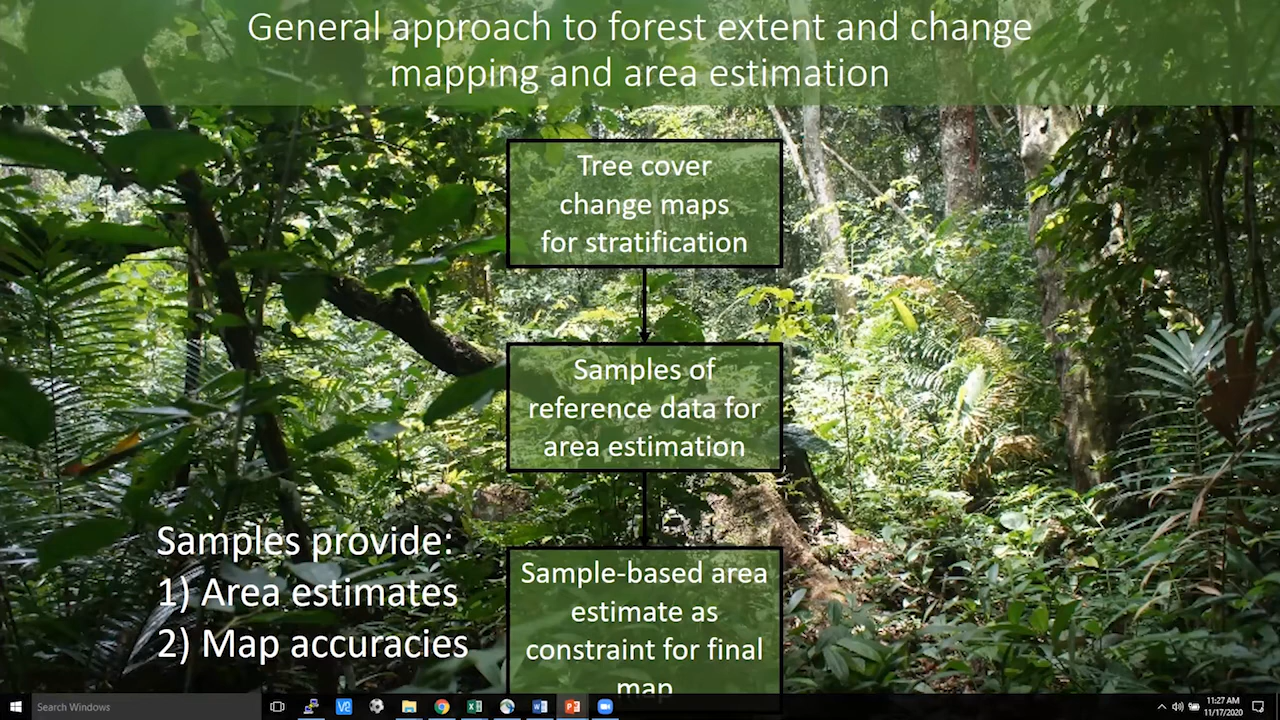 General approach to forest extent and change
mapping and area estimation
Tree cover
change maps
for stratification
Samples of
reference data for
area estimation
Samples provide:
1) Area estimates
2) Map accuracies
Sample-based area
estimate as
constraint for final
map
Search Windows
11:27 AM
11/17/2020